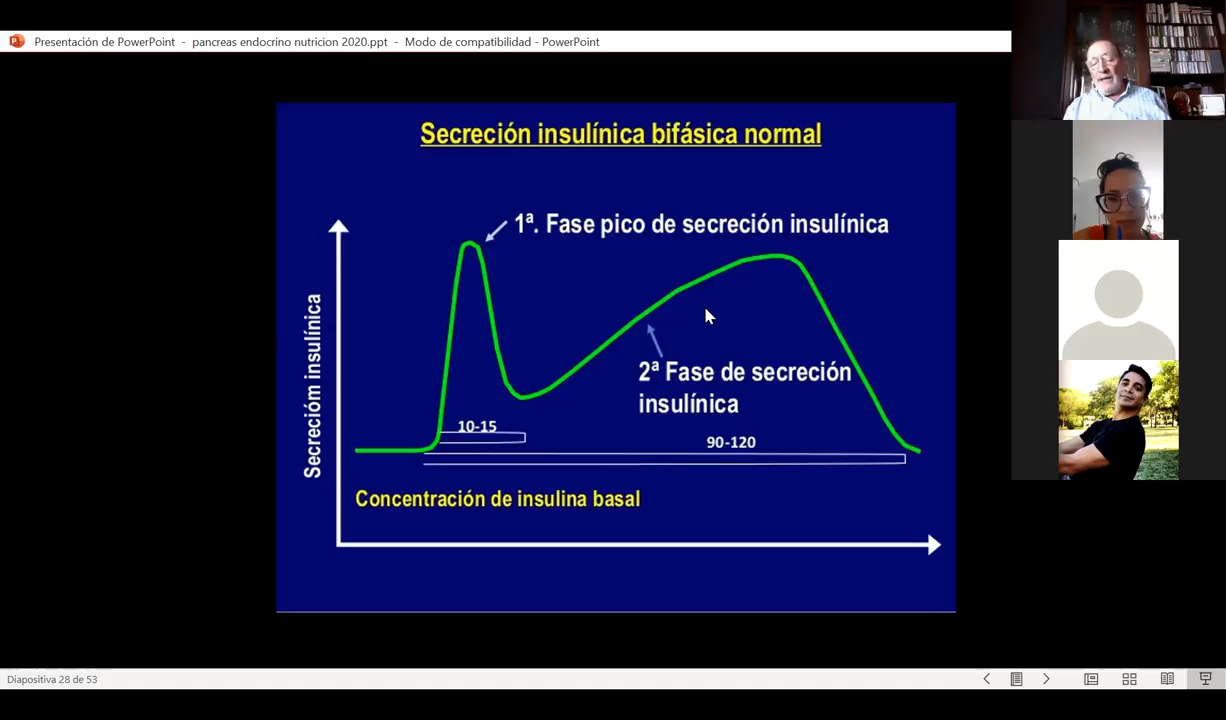 Presentación de PowerPoint - pancreas endocrino nutricion 2020.ppt - Modo de compatibilidad - PowerPoint
Secreción insulínica bifásica normal
1ª. Fase pico de secreción insulínica
Secrecióm insulínica
2ª Fase de secreción
insulínica
10-15
90-120
Concentración de insulina basal
Diapositiva 28 de 53